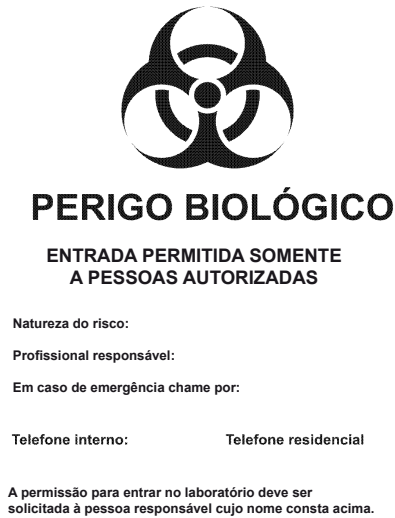 PERIGO BIOLÓGICO
ENTRADA PERMITIDA SOMENTE
A PESSOAS AUTORIZADAS
Natureza do risco:
Profissional responsável:
Em caso de emergência chame por:
Telefone interno: Telefone residencial
A permissão para entrar no laboratório deve ser
solicitada à pessoa responsável cujo nome consta acima.